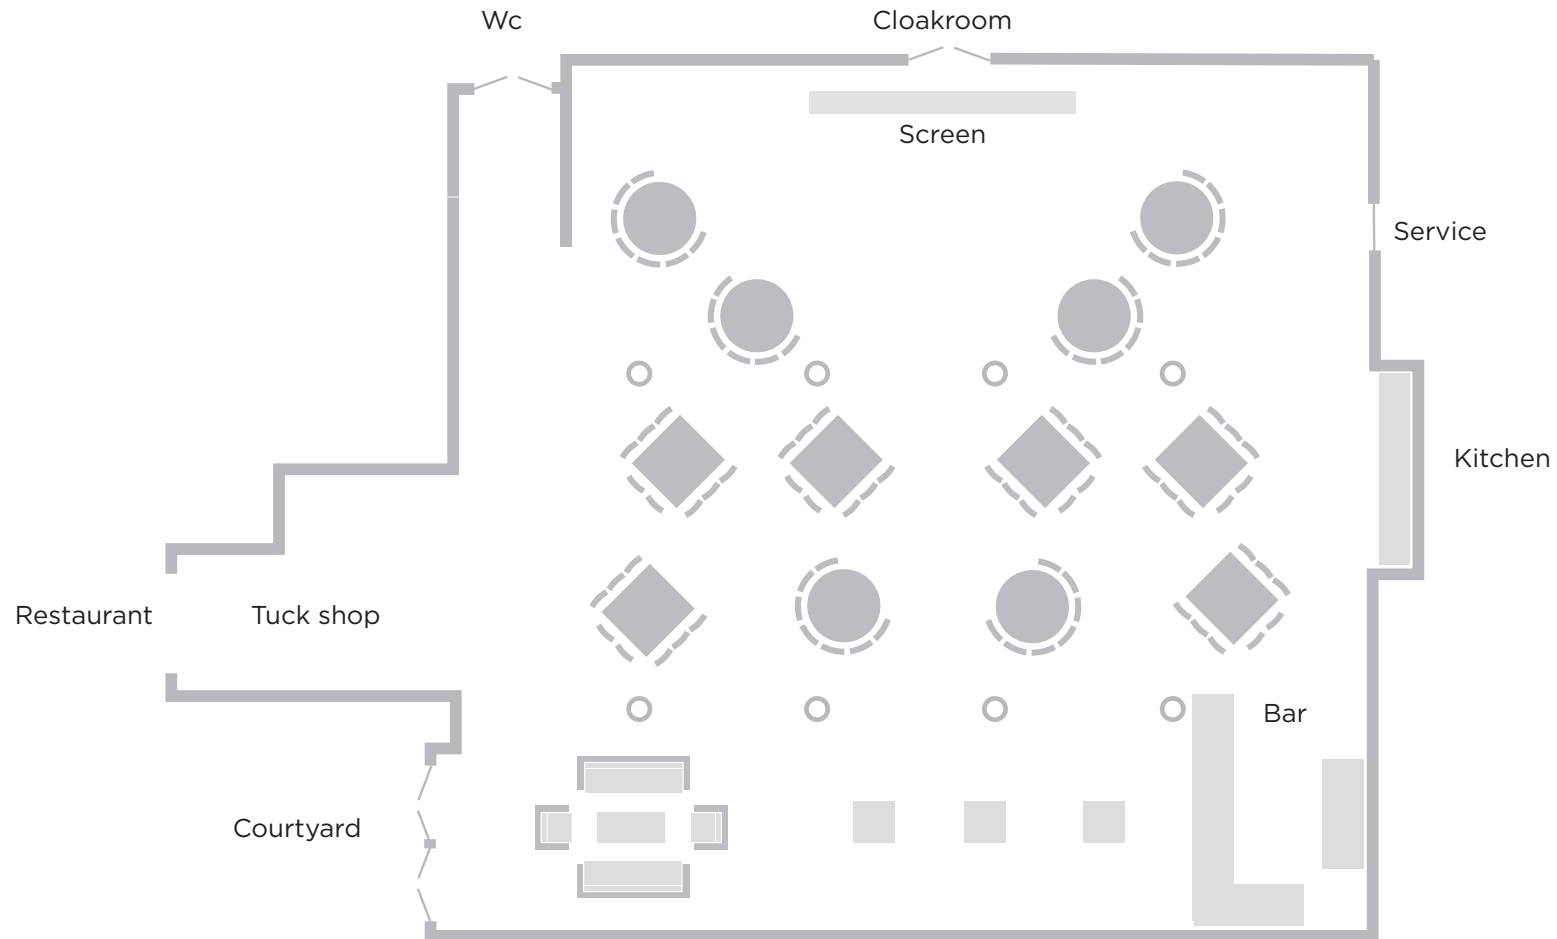 Wc
Cloakroom
Screen
Service
Kitchen
Restaurant
Tuck shop
Bar
Courtyard